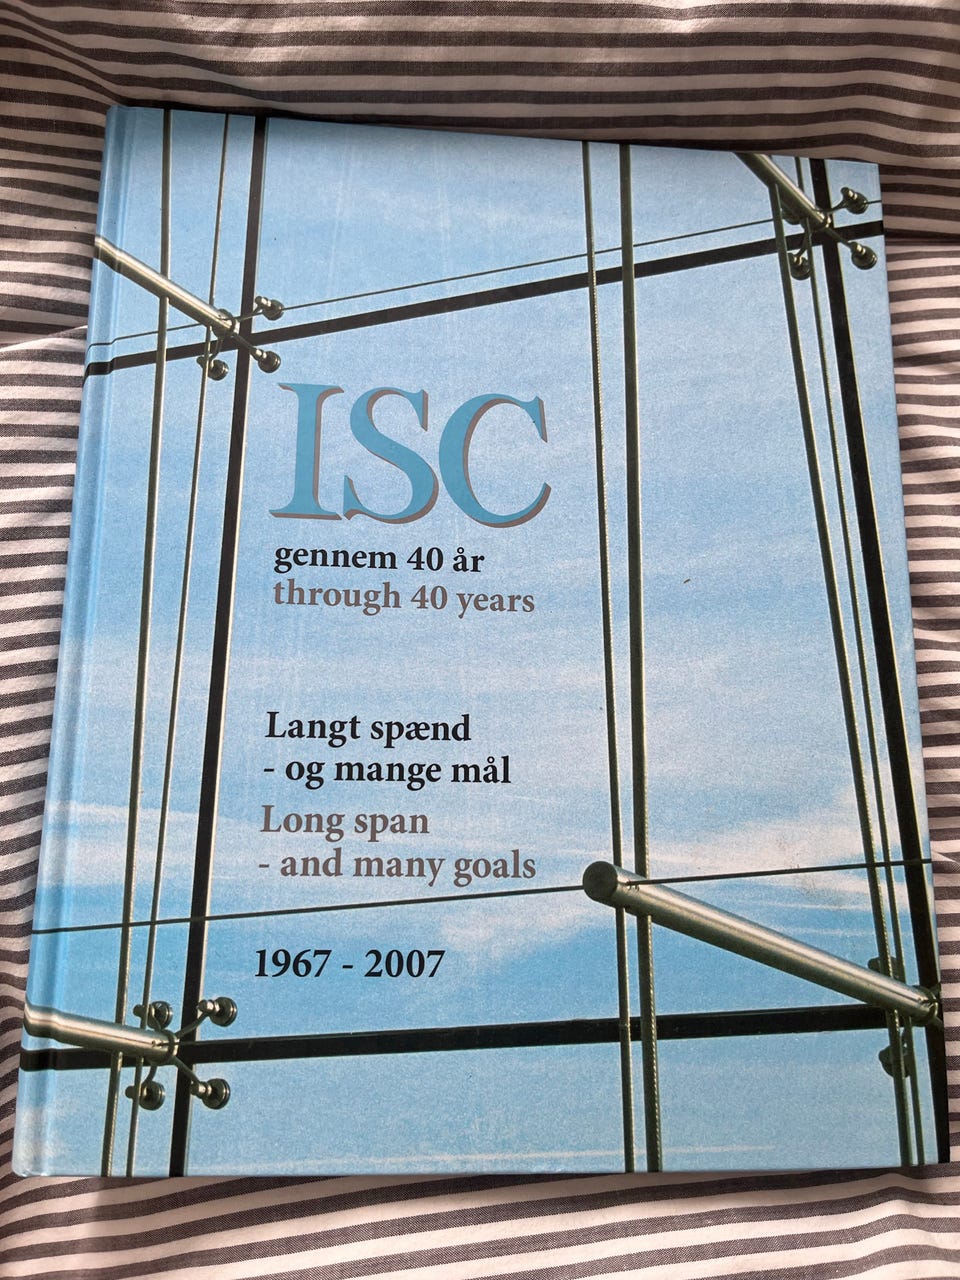 ISC
gennem 40 år
through 40 years
Langt spænd
- og mange mål
Long span
- and many goals
1967 - 2007